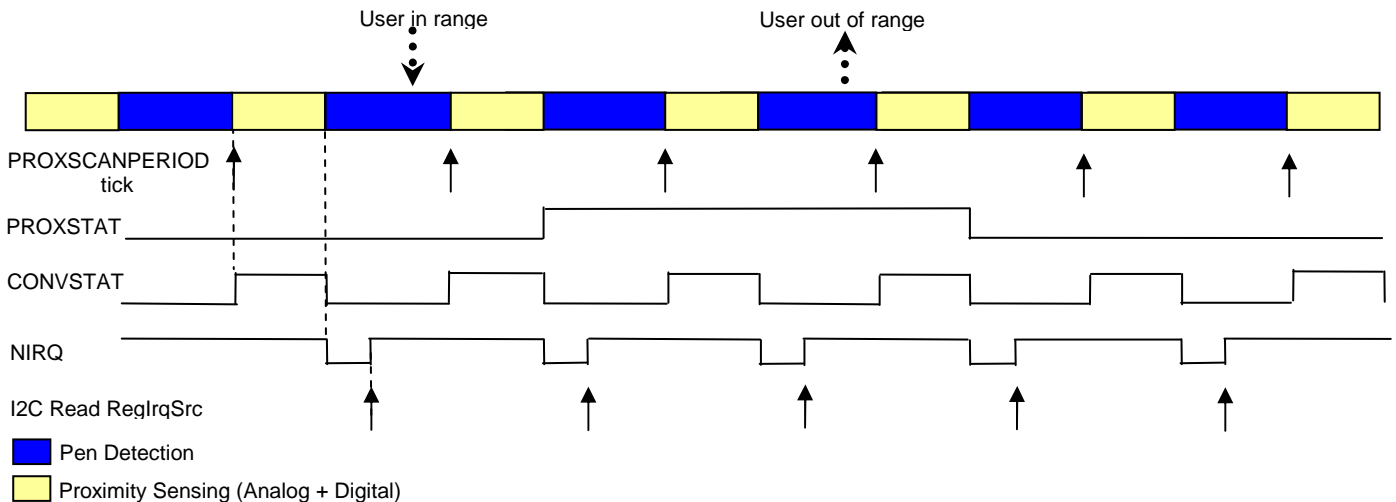 User in range
User out of range
PROXSCANPERIOD
tick
PROXSTAT
CONVSTAT
NIRQ
I2C Read RegIrqSrc
Pen Detection
Proximity Sensing (Analog + Digital)